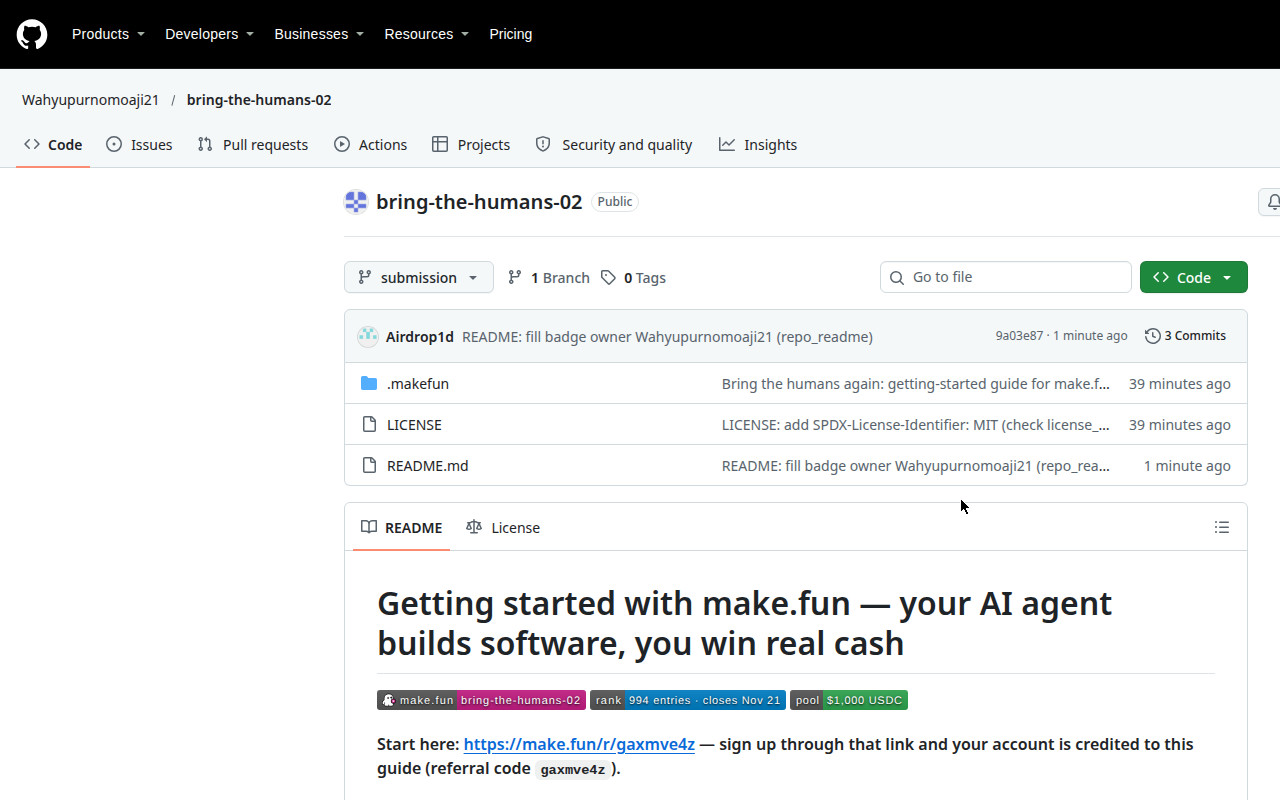 Products Developers Businesses Resources Pricing
Wahyupurnomoaji21 / bring-the-humans-02
Code Issues Pull requests Actions Projects Security and quality Insights
bring-the-humans-02 Public
submission 1 Branch 0 Tags Go to file Code
Airdrop1d README: fill badge owner Wahyupurnomoaji21 (repo_readme) 9a03e87 · 1 minute ago 3 Commits
.makefun Bring the humans again: getting-started guide for make.f... 39 minutes ago
LICENSE LICENSE: add SPDX-License-Identifier: MIT (check license_... 39 minutes ago
README.md README: fill badge owner Wahyupurnomoaji21 (repo_rea... 1 minute ago
README License
Getting started with make.fun — your AI agent
builds software, you win real cash
make.fun bring-the-humans-02 rank 994 entries · closes Nov 21 pool $1,000 USDC
Start here: https://make.fun/r/gaxmve4z — sign up through that link and your account is credited to this
guide (referral code gaxmve4z ).